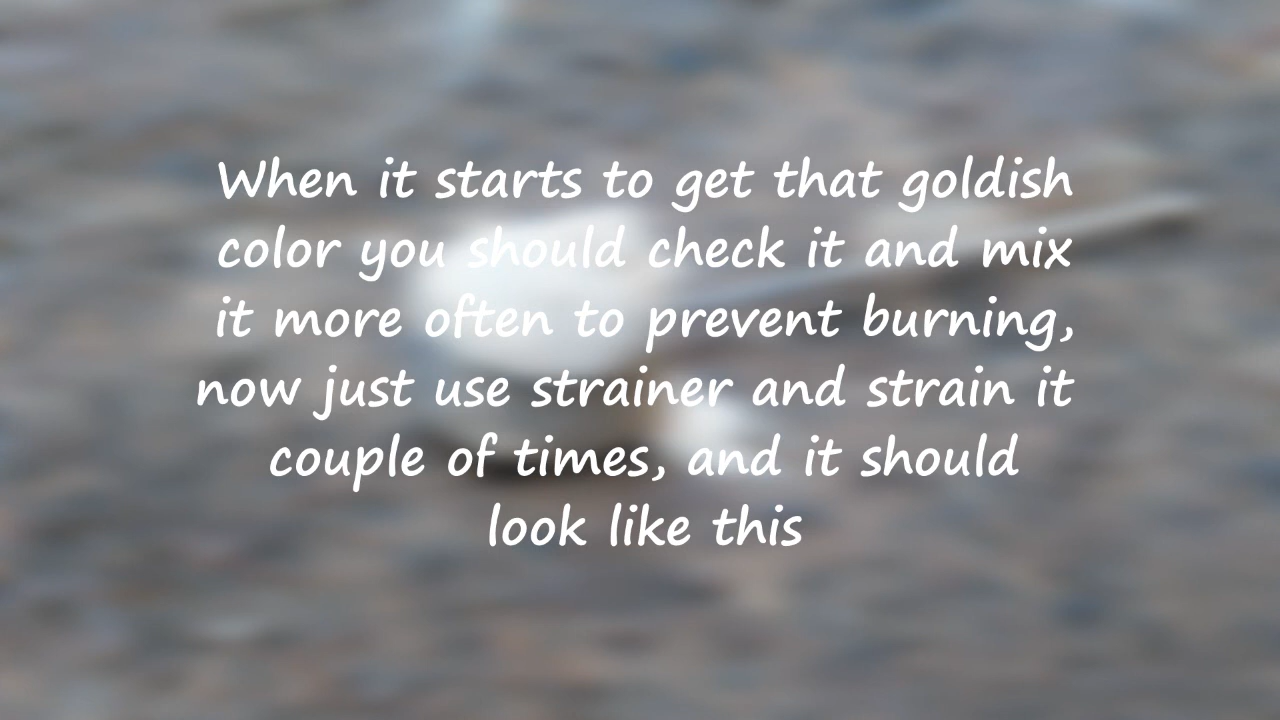 When it starts to get that goldish
color you should check it and mix
it more often to prevent burning,
now just use strainer and strain it
couple of times, and it should
look like this